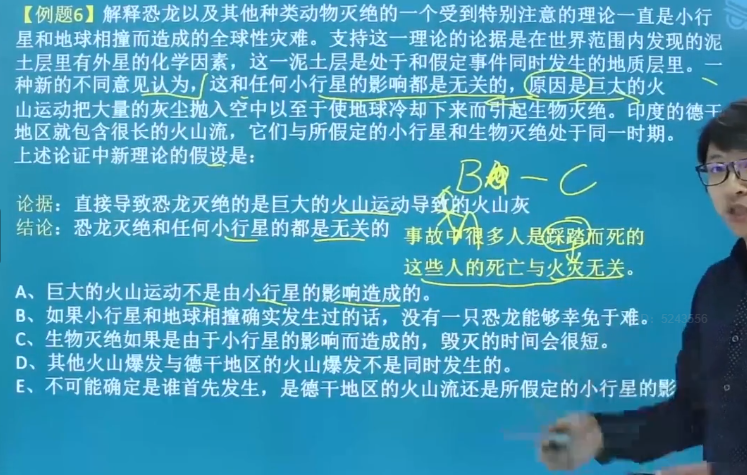 【例题6】解释恐龙以及其他种类动物灭绝的一个受到特别注意的理论一直是小行
星和地球相撞而造成的全球性灾难。支持这一理论的论据是在世界范围内发现的泥
土层里有外星的化学因素，这一泥土层是处于和假定事件同时发生的地质层里。一
种新的不同意见认为，这和任何小行星的影响都是无关的，原因是巨大的火
山运动把大量的灰尘抛入空中以至于使地球冷却下来而引起生物灭绝。印度的德干
地区就包含很长的火山流，它们与所假定的小行星和生物灭绝处于同一时期。
上述论证中新理论的假设是：
B - C
论据：直接导致恐龙灭绝的是巨大的火山运动导致的火山灰
结论：恐龙灭绝和任何小行星的都是无关的
事故中很多人是踩踏而死的
这些人的死亡与火灾无关。
A、巨大的火山运动不是由小行星的影响造成的。
B、如果小行星和地球相撞确实发生过的话，没有一只恐龙能够幸免于难。
5243556
C、生物灭绝如果是由于小行星的影响而造成的，毁灭的时间会很短。
D、其他火山爆发与德干地区的火山爆发不是同时发生的。
E、不可能确定是谁首先发生，是德干地区的火山流还是所假定的小行星的影